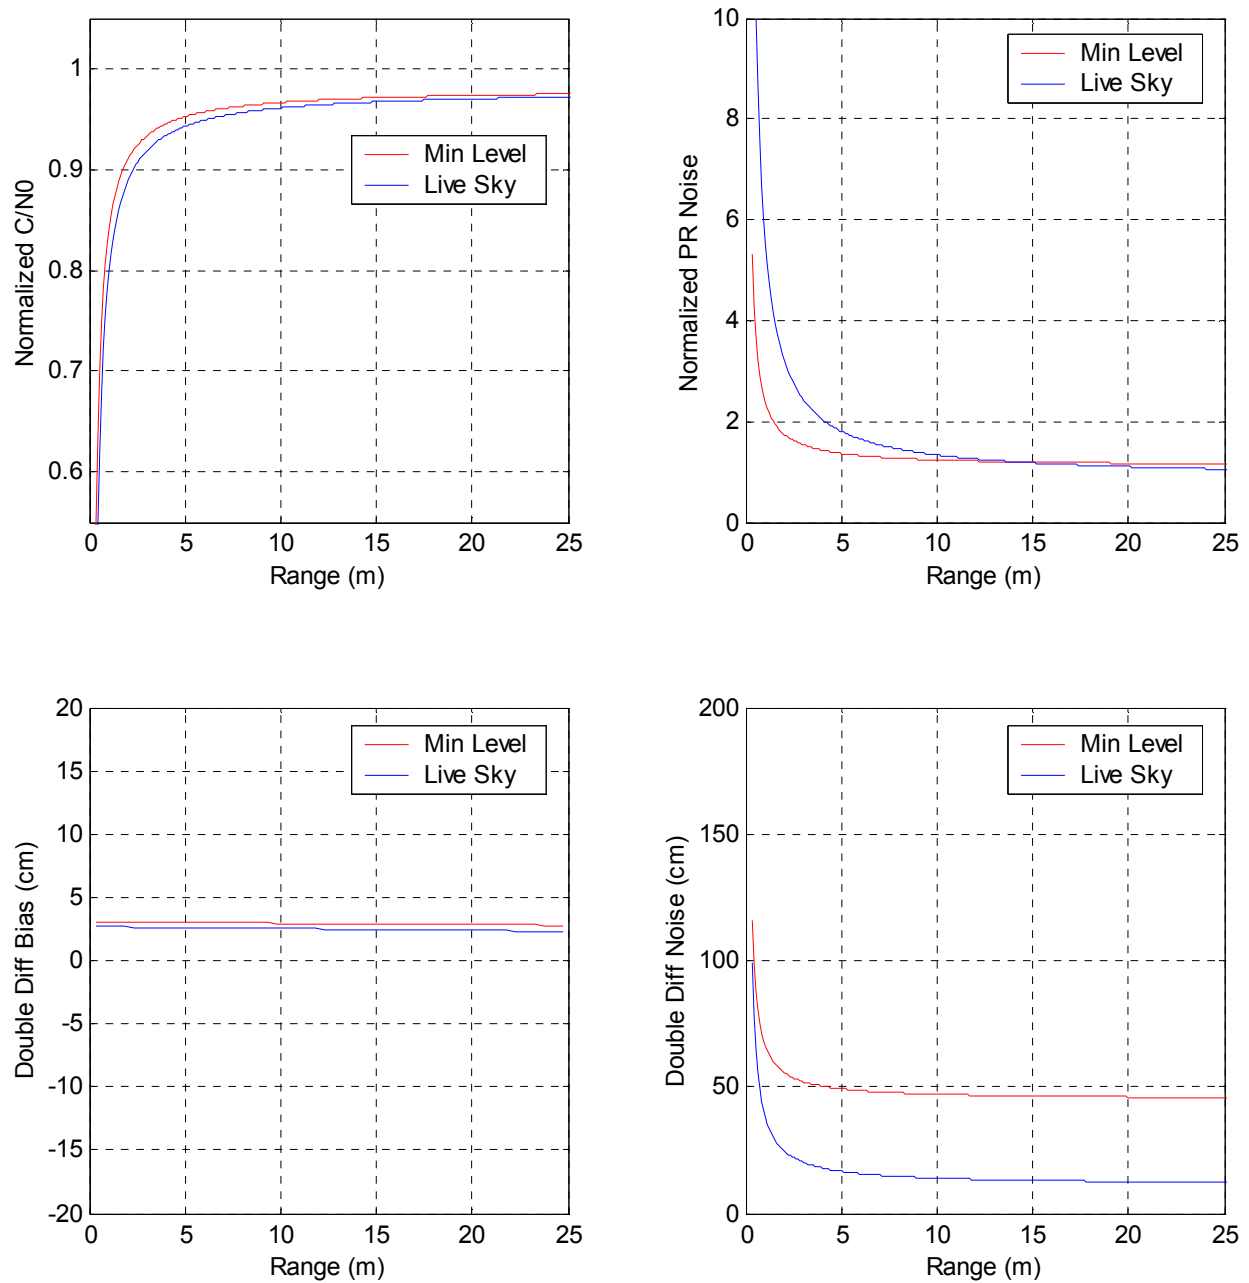 1
0.9
0.8
0.7
0.6
0 5 10 15 20 25
Range (m)
Normalized C/N0
Min Level
Live Sky
10
8
6
4
2
0
0 5 10 15 20 25
Range (m)
Normalized PR Noise
Min Level
Live Sky
20
15
10
5
0
-5
-10
-15
-20
0 5 10 15 20 25
Range (m)
Double Diff Bias (cm)
Min Level
Live Sky
200
150
100
50
0
0 5 10 15 20 25
Range (m)
Double Diff Noise (cm)
Min Level
Live Sky